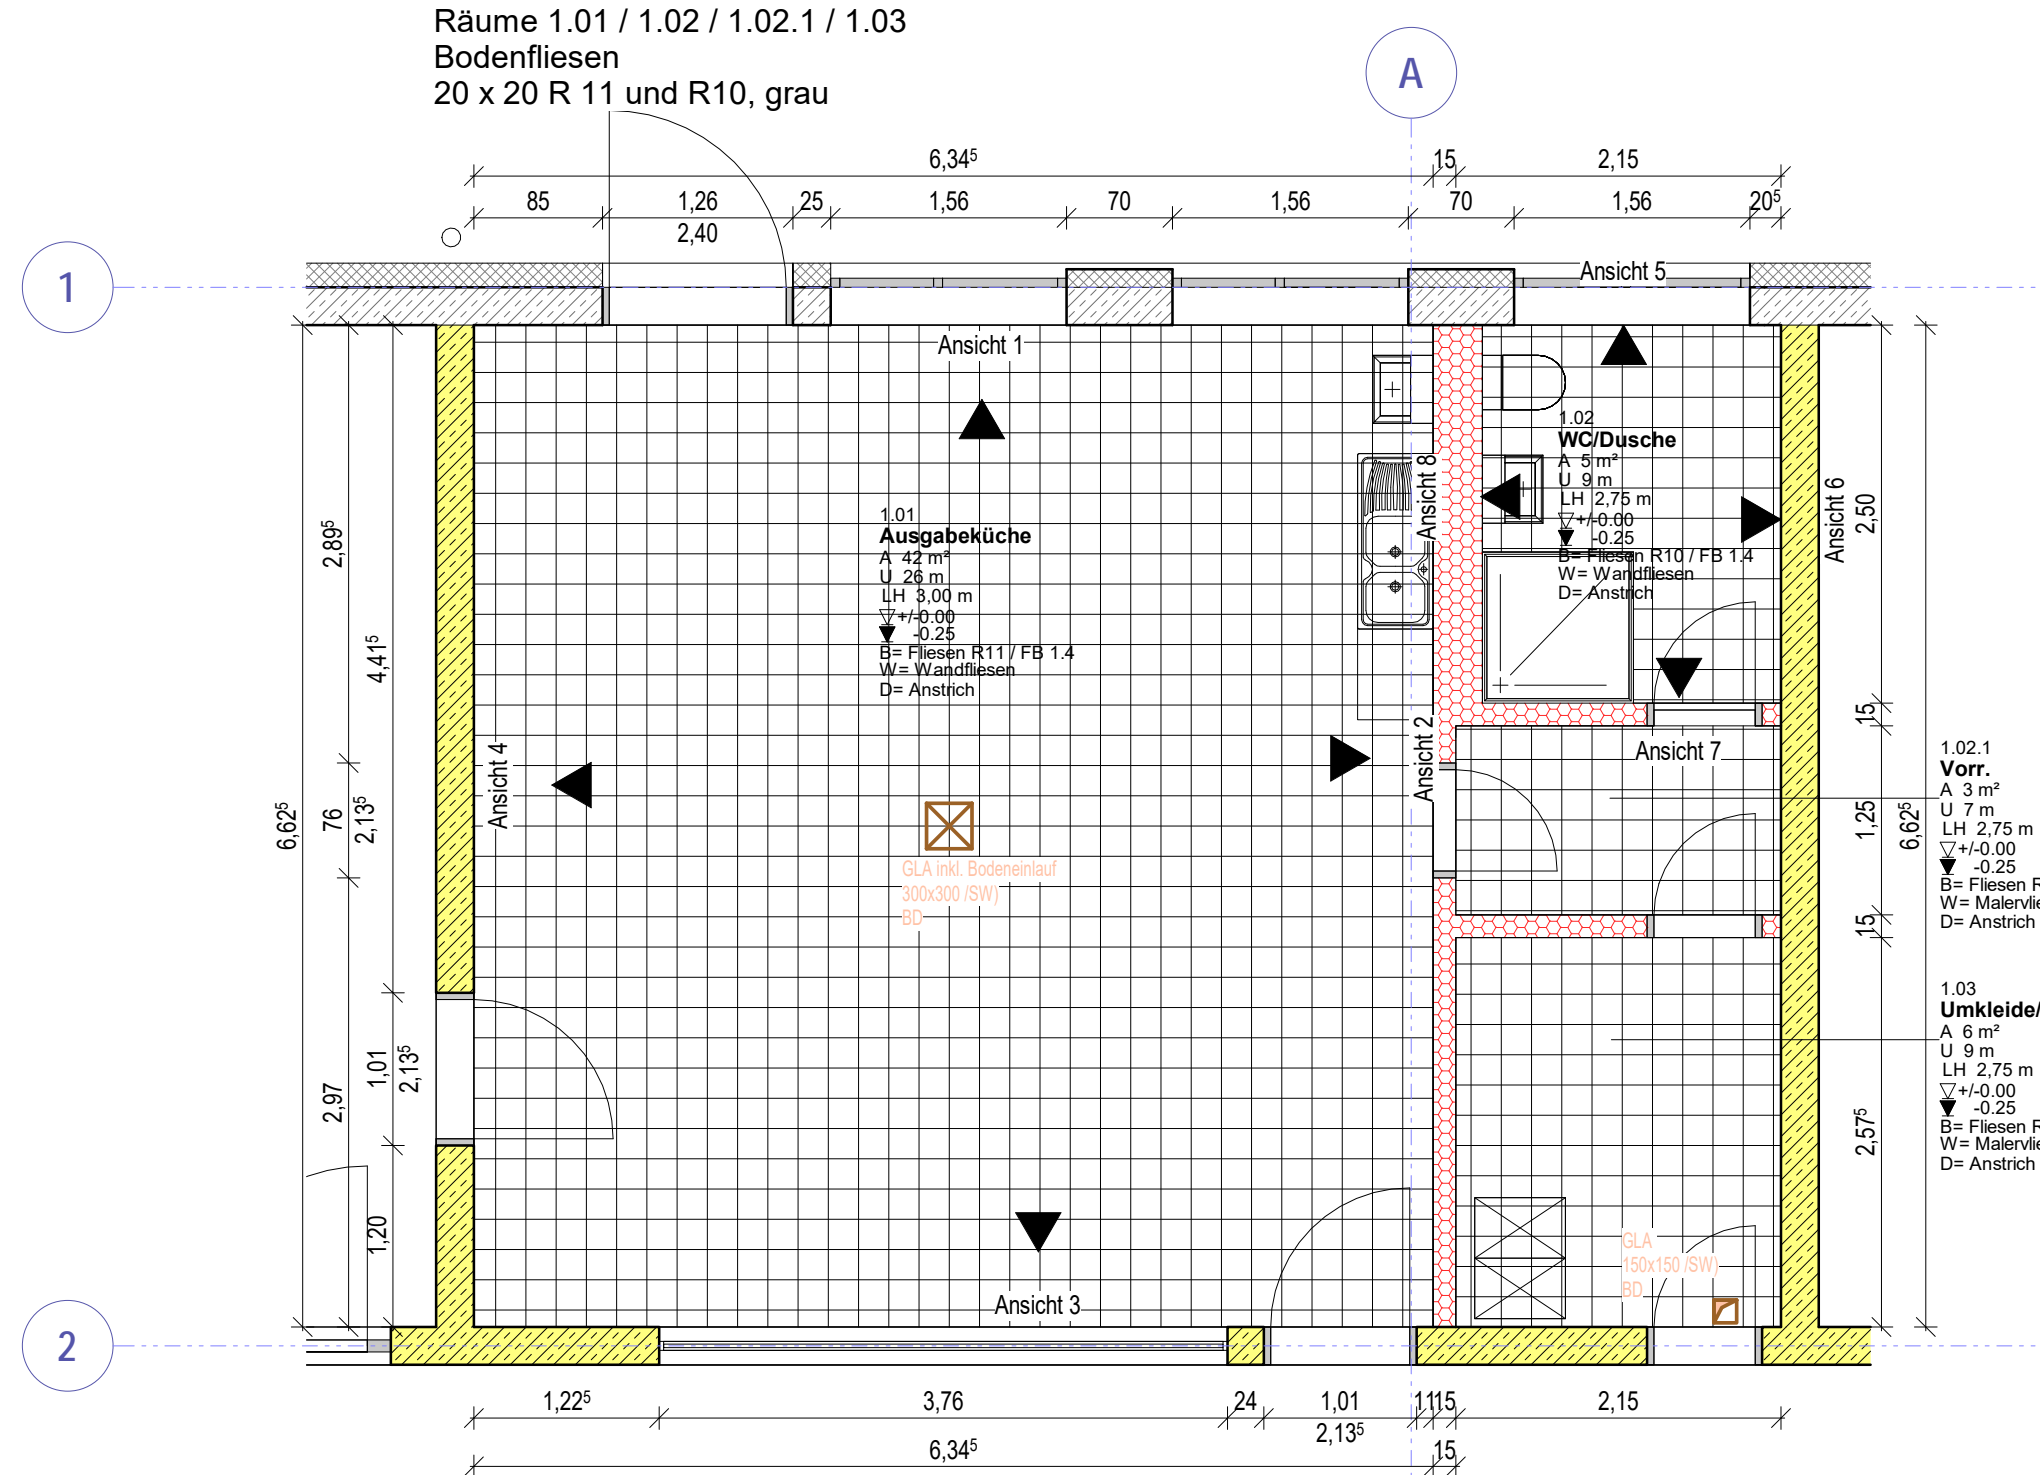 Räume 1.01 / 1.02 / 1.02.1 / 1.03
Bodenfliesen
20 x 20 R 11 und R10, grau
A
6,34⁵ 15 2,15
85 1,26 25 1,56 70 1,56 70 1,56 20⁵
2,40
1
Ansicht 5
Ansicht 1
1.01
Ausgabeküche
A 42 m²
U 26 m
LH 3,00 m
+/-0.00
-0.25
B= Fliesen R11 / FB 1.4
W= Wandfliesen
D= Anstrich
1.02
WC/Dusche
A 5 m²
U 9 m
LH 2,75 m
+/-0.00
-0.25
B= Fliesen R10 / FB 1.4
W= Wandfliesen
D= Anstrich
Ansicht 8
Ansicht 6
2,50
2,89⁵
4,41⁵
6,62⁵
76
2,13⁵
Ansicht 4
Ansicht 2
Ansicht 7
15
1,25
15
6,62⁵
2,57⁵
1.02.1
Vorr.
A 3 m²
U 7 m
LH 2,75 m
+/-0.00
-0.25
B= Fliesen R
W= Malervlie
D= Anstrich
GLA inkl. Bodeneinlauf
300x300 /SW)
BD
1.03
Umkleide/
A 6 m²
U 9 m
LH 2,75 m
+/-0.00
-0.25
B= Fliesen R
W= Malervlie
D= Anstrich
2,97
1,01
2,13⁵
1,20
GLA
150x150 /SW)
BD
Ansicht 3
2
1,22⁵ 3,76 24 1,01 11 15 2,15
2,13⁵
6,34⁵ 15